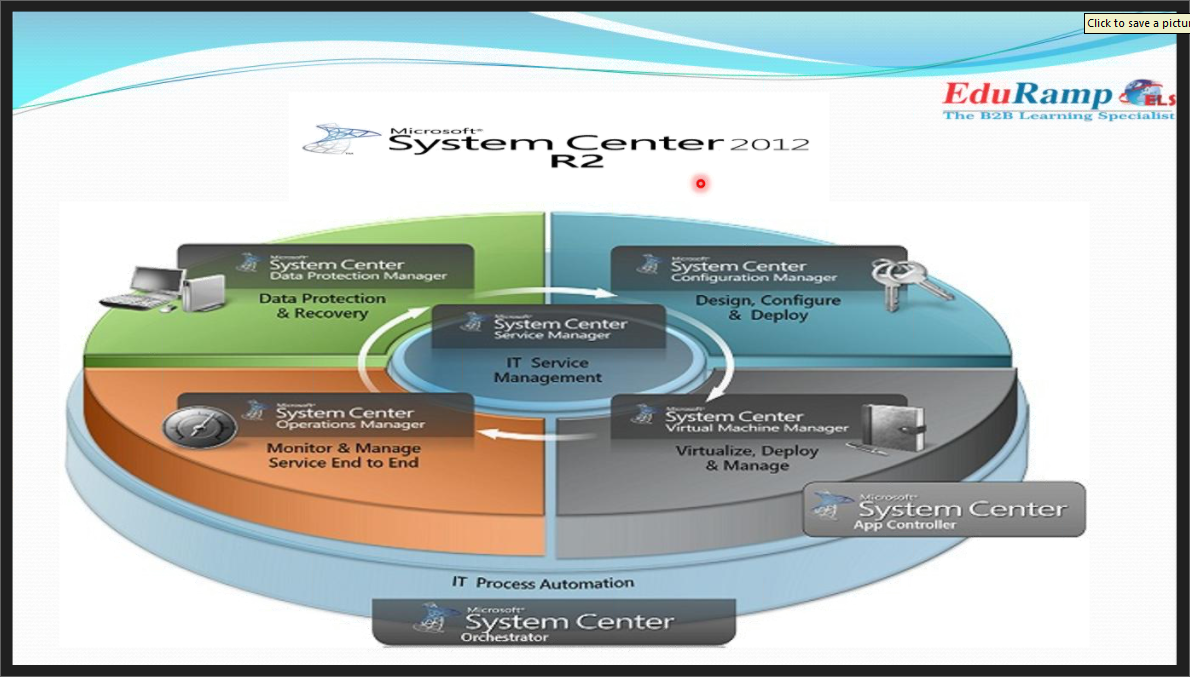 Click to save a pictur
EduRamp ELS
The B2B Learning Specialist
Microsoft®
System Center 2012
R2
Microsoft®
System Center
Data Protection Manager
Data Protection
& Recovery
Microsoft®
System Center
Configuration Manager
Design, Configure
& Deploy
Microsoft®
System Center
Service Manager
IT Service
Management
Microsoft®
System Center
Operations Manager
Monitor & Manage
Service End to End
Microsoft®
System Center
Virtual Machine Manager
Virtualize, Deploy
& Manage
Microsoft®
System Center
App Controller
IT Process Automation
Microsoft®
System Center
Orchestrator